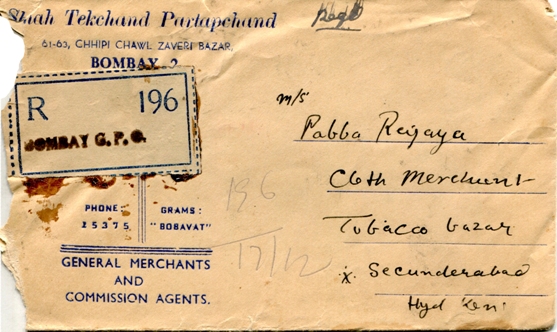 Shah Tekchand Partapchand
61-63, CHHIPI CHAWL ZAVERI BAZAR,
BOMBAY 2
R 196
BOMBAY G.P.O.
PHONE: 25375
GRAMS: "BOBAVAT"
GENERAL MERCHANTS
AND
COMMISSION AGENTS.
Regd
M/S
Pabba Rajaya
Cloth Merchant
Tobacco bazar
Secunderabad
Hyd
196
17/12